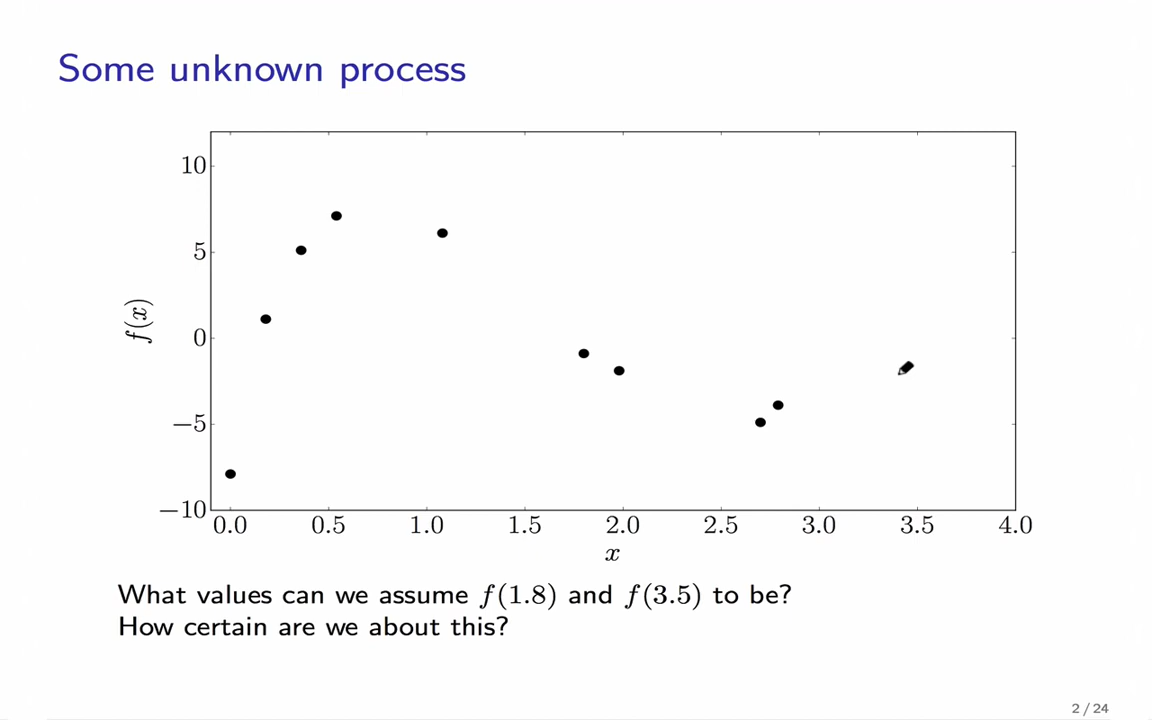 Some unknown process
10
5
0
−5
−10
f(x)
0.0 0.5 1.0 1.5 2.0 2.5 3.0 3.5 4.0
x
What values can we assume f(1.8) and f(3.5) to be?
How certain are we about this?
2 / 24